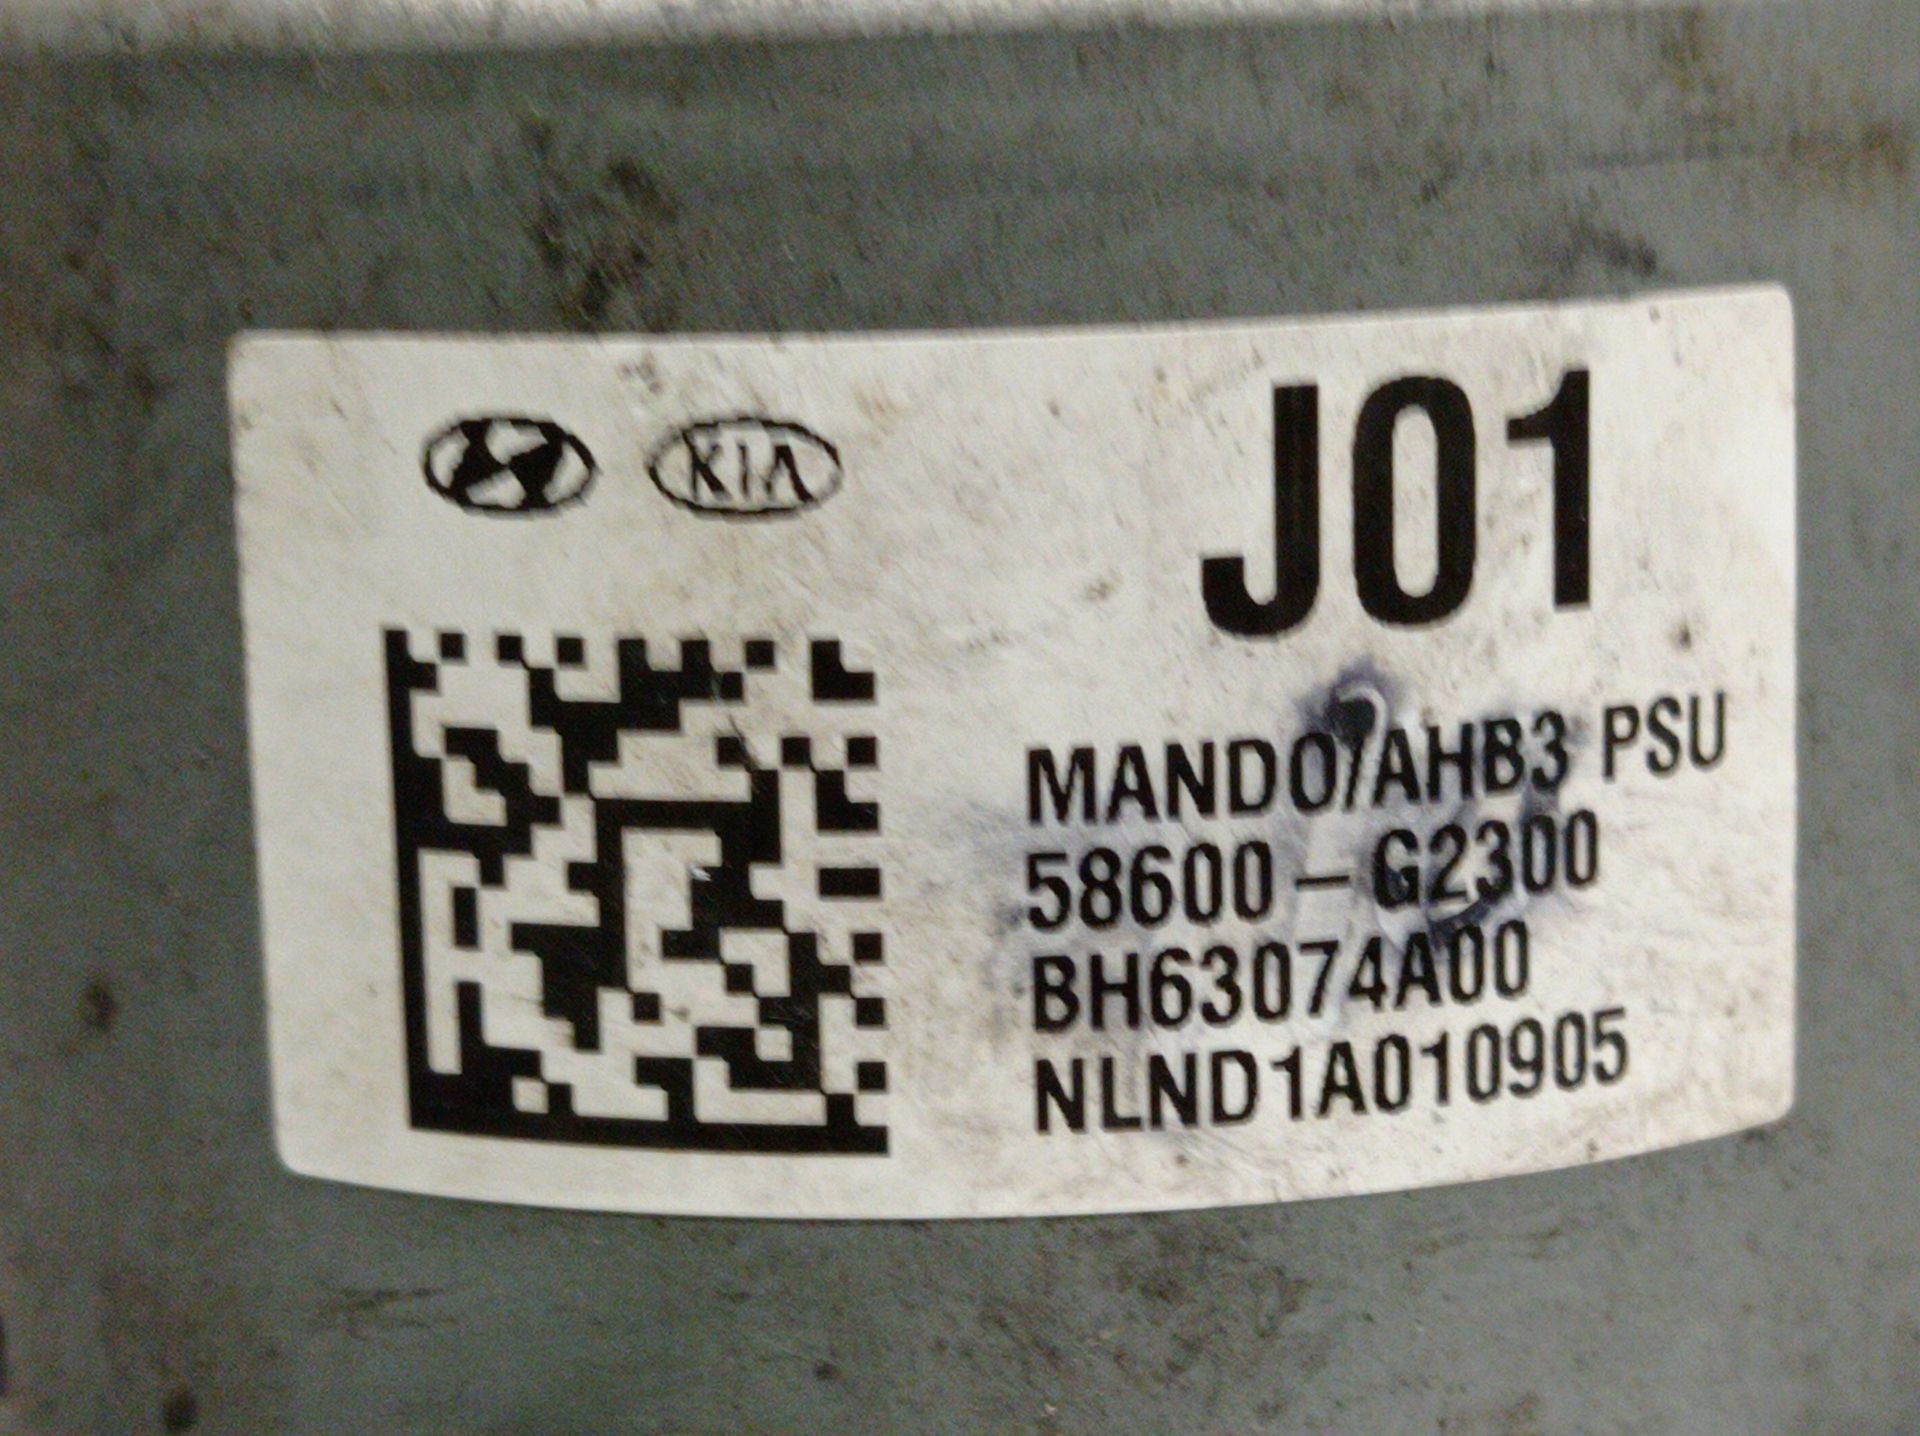 KIA
J01
MANDO/AHB3 PSU
58600-G2300
BH63074A00
NLND1A010905